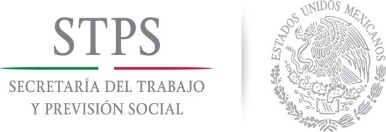 STPS
SECRETARÍA DEL TRABAJO
Y PREVISIÓN SOCIAL
ESTADOS UNIDOS MEXICANOS